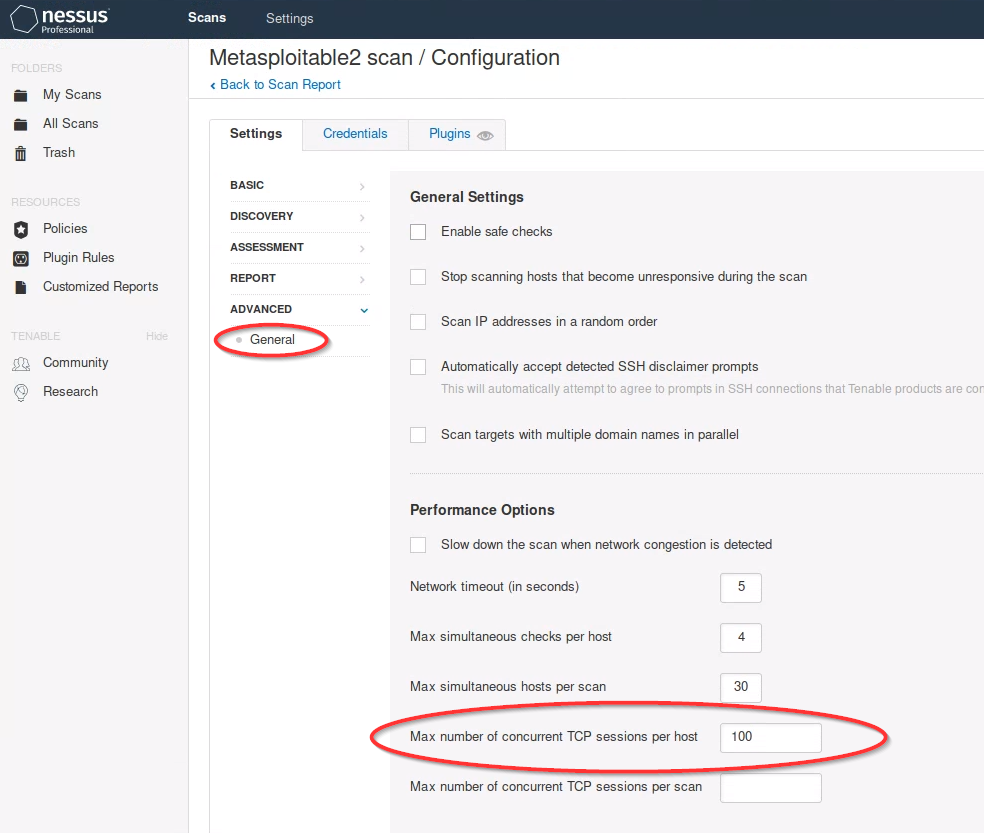 nessus
Professional
Scans
Settings
FOLDERS
My Scans
All Scans
Trash
RESOURCES
Policies
Plugin Rules
Customized Reports
TENABLE
Hide
Community
Research
Metasploitable2 scan / Configuration
‹ Back to Scan Report
Settings
Credentials
Plugins
BASIC
DISCOVERY
ASSESSMENT
REPORT
ADVANCED
General
General Settings
Enable safe checks
Stop scanning hosts that become unresponsive during the scan
Scan IP addresses in a random order
Automatically accept detected SSH disclaimer prompts
This will automatically attempt to agree to prompts in SSH connections that Tenable products are con
Scan targets with multiple domain names in parallel
Performance Options
Slow down the scan when network congestion is detected
Network timeout (in seconds) 5
Max simultaneous checks per host 4
Max simultaneous hosts per scan 30
Max number of concurrent TCP sessions per host 100
Max number of concurrent TCP sessions per scan